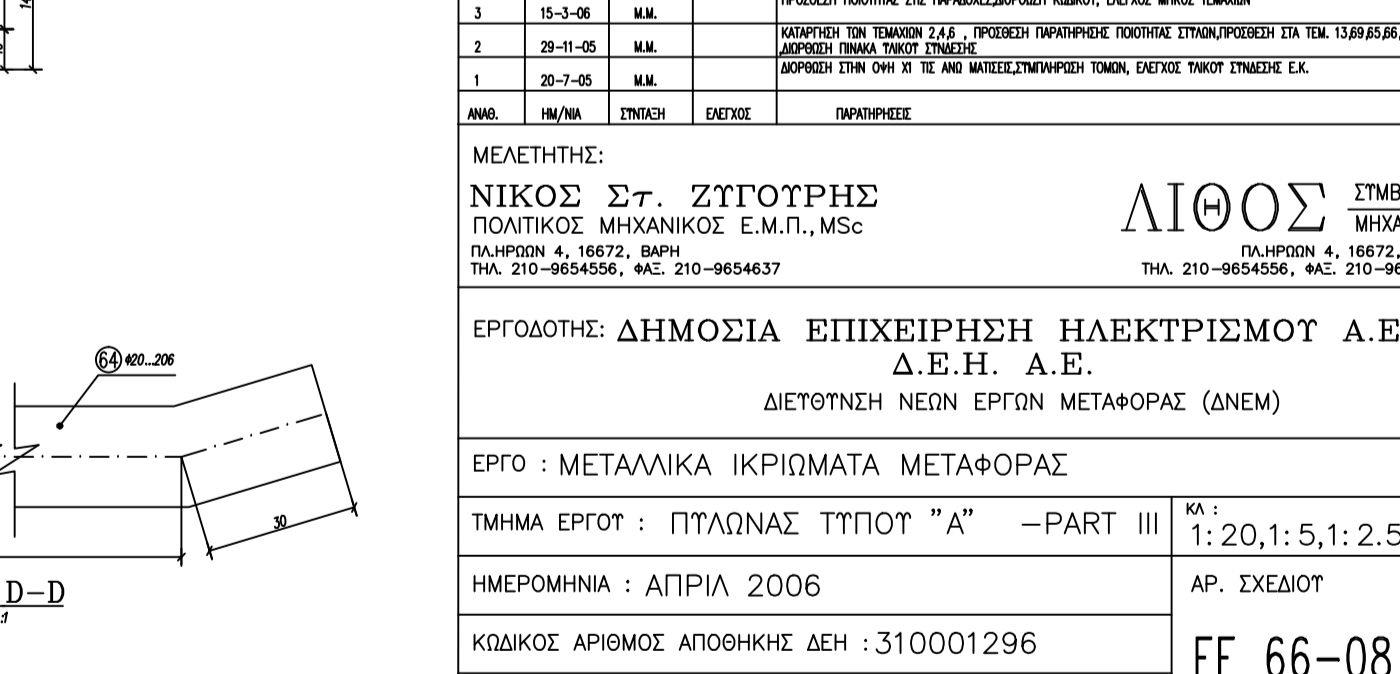 3 15-3-06 Μ.Μ.
2 29-11-05 Μ.Μ. ΚΑΤΑΡΓΗΣΗ ΤΩΝ ΤΕΜΑΧΙΩΝ 2,4,6 , ΠΡΟΣΘΕΣΗ ΠΑΡΑΤΗΡΗΣΗΣ ΠΟΙΟΤΗΤΑΣ ΣΤΥΛΩΝ,ΠΡΟΣΘΕΣΗ ΣΤΑ ΤΕΜ. 13,69,65,66,
ΔΙΟΡΘΩΣΗ ΠΙΝΑΚΑ ΥΛΙΚΟΥ ΣΥΝΔΕΣΗΣ
1 20-7-05 Μ.Μ. ΔΙΟΡΘΩΣΗ ΣΤΗΝ ΟΨΗ Χ1 ΤΙΣ ΑΝΩ ΜΑΤΙΣΕΙΣ,ΣΥΜΠΛΗΡΩΣΗ ΤΟΜΩΝ, ΕΛΕΓΧΟΣ ΥΛΙΚΟΥ ΣΥΝΔΕΣΗΣ Ε.Κ.
ΑΝΑΘ. ΗΜ/ΝΙΑ ΣΥΝΤΑΞΗ ΕΛΕΓΧΟΣ ΠΑΡΑΤΗΡΗΣΕΙΣ
ΜΕΛΕΤΗΤΗΣ:
ΝΙΚΟΣ Στ. ΖΥΓΟΥΡΗΣ
ΠΟΛΙΤΙΚΟΣ ΜΗΧΑΝΙΚΟΣ Ε.Μ.Π.,MSc
ΠΛ.ΗΡΩΩΝ 4, 16672, ΒΑΡΗ
ΤΗΛ. 210-9654556, ΦΑΞ. 210-9654637
ΛΙΘΟΣ ΣΥΜΒ
ΜΗΧΑ
ΠΛ.ΗΡΩΩΝ 4, 16672,
ΤΗΛ. 210-9654556, ΦΑΞ. 210-96
ΕΡΓΟΔΟΤΗΣ: ΔΗΜΟΣΙΑ ΕΠΙΧΕΙΡΗΣΗ ΗΛΕΚΤΡΙΣΜΟΥ Α.Ε
Δ.Ε.Η. Α.Ε.
ΔΙΕΥΘΥΝΣΗ ΝΕΩΝ ΕΡΓΩΝ ΜΕΤΑΦΟΡΑΣ (ΔΝΕΜ)
ΕΡΓΟ : ΜΕΤΑΛΛΙΚΑ ΙΚΡΙΩΜΑΤΑ ΜΕΤΑΦΟΡΑΣ
ΤΜΗΜΑ ΕΡΓΟΥ : ΠΥΛΩΝΑΣ ΤΥΠΟΥ "Α" -PART III
ΚΛ :
1:20,1:5,1:2.5
ΗΜΕΡΟΜΗΝΙΑ : ΑΠΡΙΛ 2006
ΑΡ. ΣΧΕΔΙΟΥ
ΚΩΔΙΚΟΣ ΑΡΙΘΜΟΣ ΑΠΟΘΗΚΗΣ ΔΕΗ :310001296
FF 66-08
64 Φ20...206
30
D-D